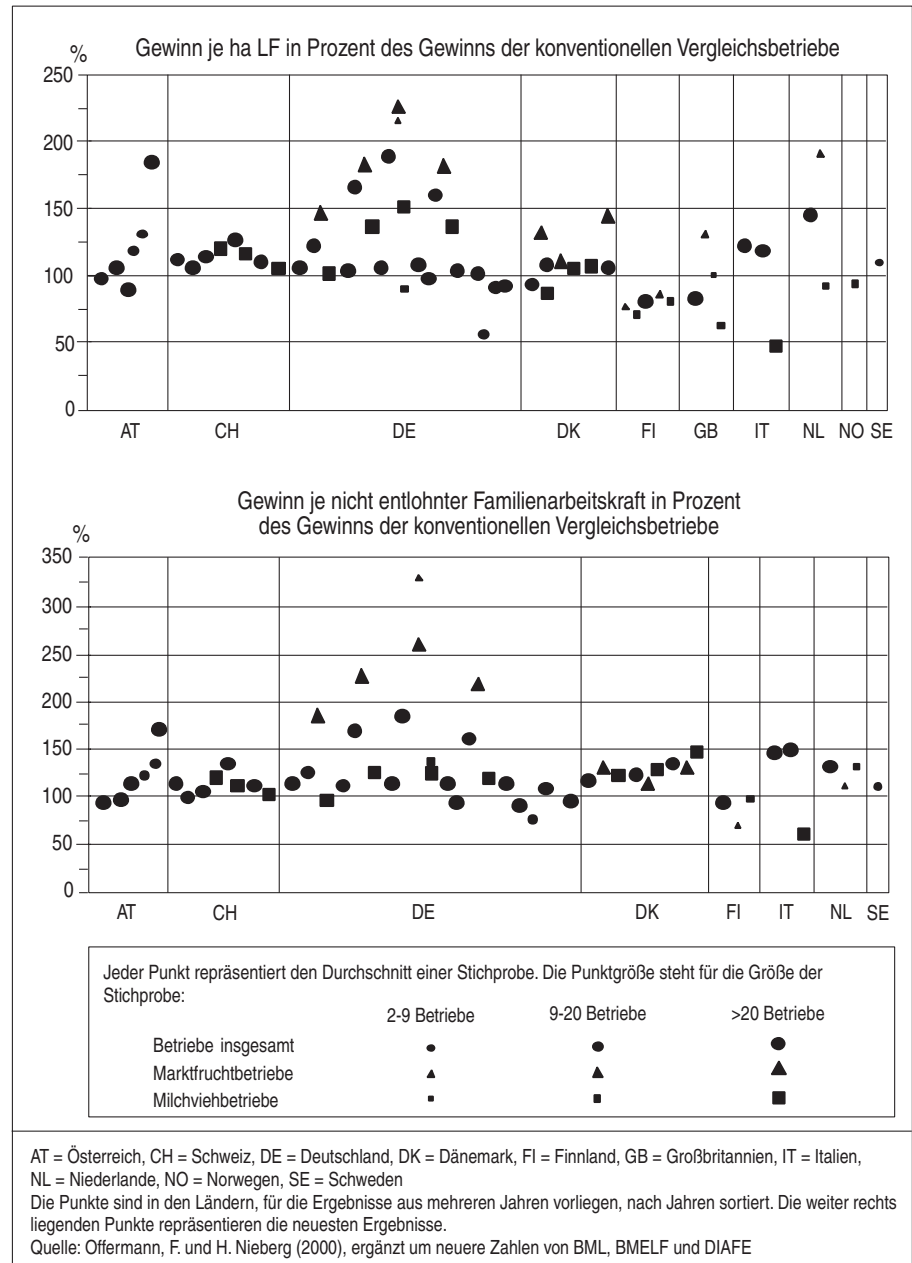 Gewinn je ha LF in Prozent des Gewinns der konventionellen Vergleichsbetriebe
%
250
200
150
100
50
0
AT CH DE DK FI GB IT NL NO SE
Gewinn je nicht entlohnter Familienarbeitskraft in Prozent
des Gewinns der konventionellen Vergleichsbetriebe
%
350
300
250
200
150
100
50
0
AT CH DE DK FI IT NL SE
Jeder Punkt repräsentiert den Durchschnitt einer Stichprobe. Die Punktgröße steht für die Größe der
Stichprobe:
2-9 Betriebe 9-20 Betriebe >20 Betriebe
Betriebe insgesamt
Marktfruchtbetriebe
Milchviehbetriebe
AT = Österreich, CH = Schweiz, DE = Deutschland, DK = Dänemark, FI = Finnland, GB = Großbritannien, IT = Italien,
NL = Niederlande, NO = Norwegen, SE = Schweden
Die Punkte sind in den Ländern, für die Ergebnisse aus mehreren Jahren vorliegen, nach Jahren sortiert. Die weiter rechts
liegenden Punkte repräsentieren die neuesten Ergebnisse.
Quelle: Offermann, F. und H. Nieberg (2000), ergänzt um neuere Zahlen von BML, BMELF und DIAFE